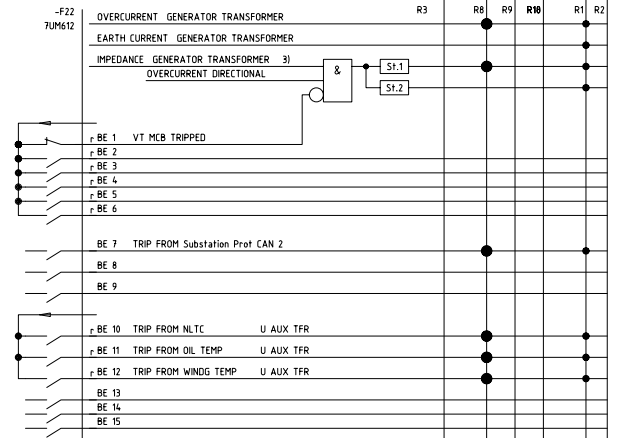 -F22 R3 R8 R9 R10 R1 R2
7UM612 OVERCURRENT GENERATOR TRANSFORMER
EARTH CURRENT GENERATOR TRANSFORMER
IMPEDANCE GENERATOR TRANSFORMER 3)
OVERCURRENT DIRECTIONAL
& St.1
St.2
r BE 1 VT MCB TRIPPED
r BE 2
r BE 3
r BE 4
r BE 5
r BE 6
BE 7 TRIP FROM Substation Prot CAN 2
BE 8
BE 9
r BE 10 TRIP FROM NLTC U AUX TFR
r BE 11 TRIP FROM OIL TEMP U AUX TFR
r BE 12 TRIP FROM WINDG TEMP U AUX TFR
BE 13
BE 14
BE 15